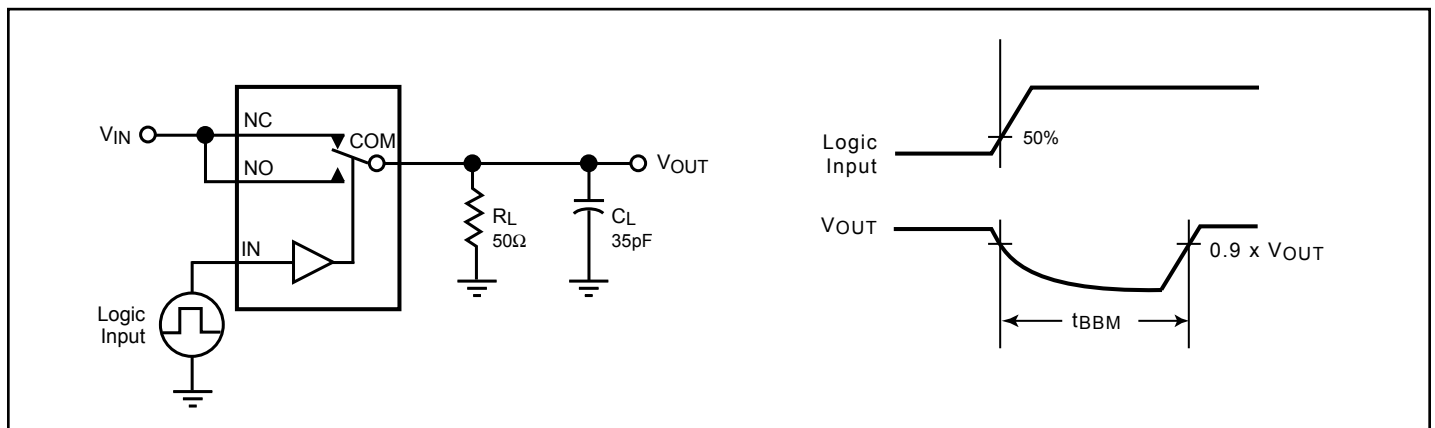 VIN
NC
NO
COM
IN
Logic
Input
RL
50Ω
CL
35pF
VOUT
Logic
Input
50%
VOUT
0.9 x VOUT
tBBM